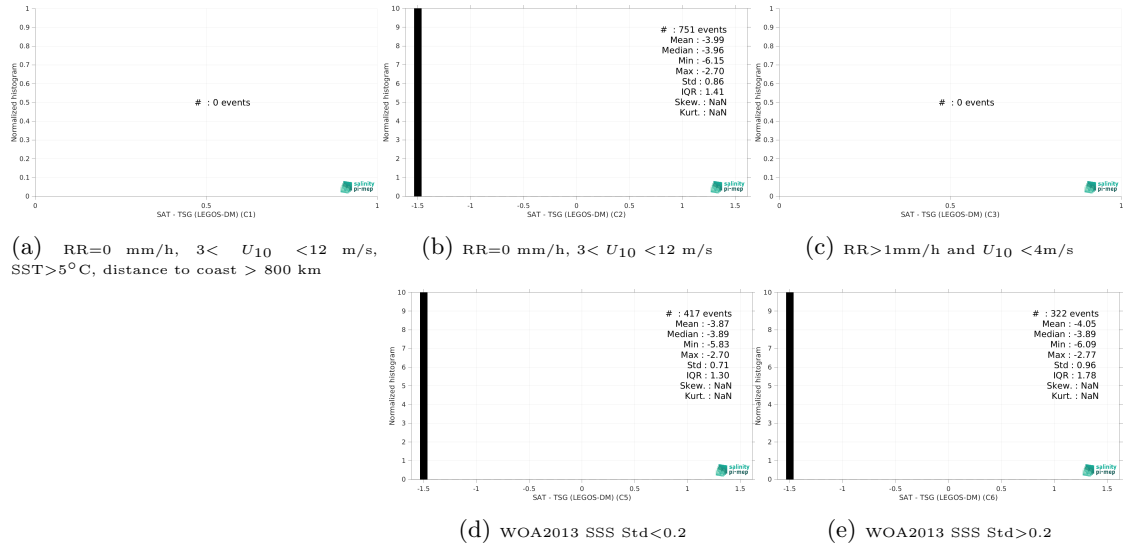 1
0.9
0.8
0.7
0.6
0.5
0.4
0.3
0.2
0.1
0
Normalized histogram
# : 0 events
salinity
pi-mep
0 0.5 1
SAT - TSG (LEGOS-DM) (C1)
(a) RR=0 mm/h, 3< U10 <12 m/s,
SST>5°C, distance to coast > 800 km
10
9
8
7
6
5
4
3
2
1
0
Normalized histogram
# : 751 events
Mean : -3.99
Median : -3.96
Min : -6.15
Max : -2.70
Std : 0.86
IQR : 1.41
Skew. : NaN
Kurt. : NaN
salinity
pi-mep
-1.5 -1 -0.5 0 0.5 1 1.5
SAT - TSG (LEGOS-DM) (C2)
(b) RR=0 mm/h, 3< U10 <12 m/s
1
0.9
0.8
0.7
0.6
0.5
0.4
0.3
0.2
0.1
0
Normalized histogram
# : 0 events
salinity
pi-mep
0 0.5 1
SAT - TSG (LEGOS-DM) (C3)
(c) RR>1mm/h and U10 <4m/s
10
9
8
7
6
5
4
3
2
1
0
Normalized histogram
# : 417 events
Mean : -3.87
Median : -3.89
Min : -5.83
Max : -2.70
Std : 0.71
IQR : 1.30
Skew. : NaN
Kurt. : NaN
salinity
pi-mep
-1.5 -1 -0.5 0 0.5 1 1.5
SAT - TSG (LEGOS-DM) (C5)
(d) WOA2013 SSS Std<0.2
10
9
8
7
6
5
4
3
2
1
0
Normalized histogram
# : 322 events
Mean : -4.05
Median : -3.89
Min : -6.09
Max : -2.77
Std : 0.96
IQR : 1.78
Skew. : NaN
Kurt. : NaN
salinity
pi-mep
-1.5 -1 -0.5 0 0.5 1 1.5
SAT - TSG (LEGOS-DM) (C6)
(e) WOA2013 SSS Std>0.2